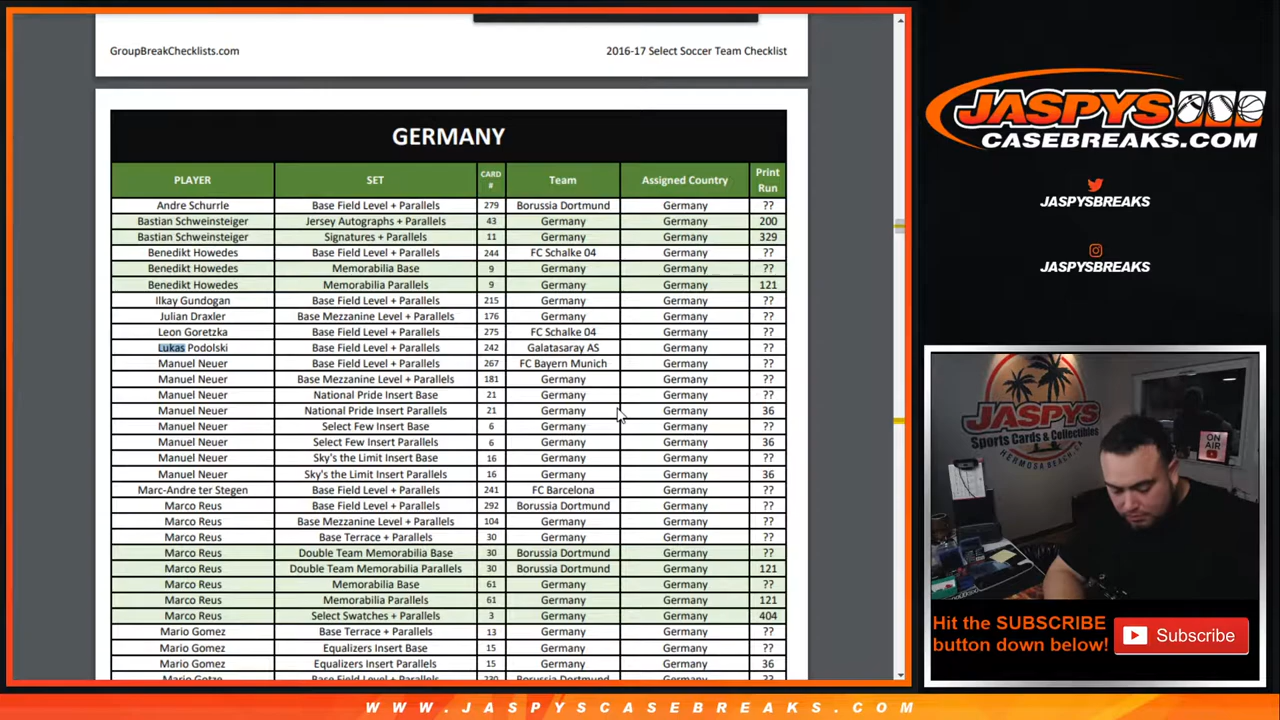 GroupBreakChecklists.com 2016-17 Select Soccer Team Checklist
GERMANY
PLAYER SET CARD # Team Assigned Country Print Run
Andre Schurrle Base Field Level + Parallels 279 Borussia Dortmund Germany ??
Bastian Schweinsteiger Jersey Autographs + Parallels 43 Germany Germany 200
Bastian Schweinsteiger Signatures + Parallels 11 Germany Germany 329
Benedikt Howedes Base Field Level + Parallels 244 FC Schalke 04 Germany ??
Benedikt Howedes Memorabilia Base 9 Germany Germany ??
Benedikt Howedes Memorabilia Parallels 9 Germany Germany 121
Ilkay Gundogan Base Field Level + Parallels 215 Germany Germany ??
Julian Draxler Base Mezzanine Level + Parallels 176 Germany Germany ??
Leon Goretzka Base Field Level + Parallels 275 FC Schalke 04 Germany ??
Lukas Podolski Base Field Level + Parallels 242 Galatasaray AS Germany ??
Manuel Neuer Base Field Level + Parallels 267 FC Bayern Munich Germany ??
Manuel Neuer Base Mezzanine Level + Parallels 181 Germany Germany ??
Manuel Neuer National Pride Insert Base 21 Germany Germany ??
Manuel Neuer National Pride Insert Parallels 21 Germany Germany 36
Manuel Neuer Select Few Insert Base 6 Germany Germany ??
Manuel Neuer Select Few Insert Parallels 6 Germany Germany 36
Manuel Neuer Sky's the Limit Insert Base 16 Germany Germany ??
Manuel Neuer Sky's the Limit Insert Parallels 16 Germany Germany 36
Marc-Andre ter Stegen Base Field Level + Parallels 241 FC Barcelona Germany ??
Marco Reus Base Field Level + Parallels 292 Borussia Dortmund Germany ??
Marco Reus Base Mezzanine Level + Parallels 104 Germany Germany ??
Marco Reus Base Terrace + Parallels 30 Germany Germany ??
Marco Reus Double Team Memorabilia Base 30 Borussia Dortmund Germany ??
Marco Reus Double Team Memorabilia Parallels 30 Borussia Dortmund Germany 121
Marco Reus Memorabilia Base 61 Germany Germany ??
Marco Reus Memorabilia Parallels 61 Germany Germany 121
Marco Reus Select Swatches + Parallels 3 Germany Germany 404
Mario Gomez Base Terrace + Parallels 13 Germany Germany ??
Mario Gomez Equalizers Insert Base 15 Germany Germany ??
Mario Gomez Equalizers Insert Parallels 15 Germany Germany 36
Mario Gotze Base Field Level + Parallels 230 Borussia Dortmund Germany ??
JASPYS
CASEBREAKS.COM
JASPYSBREAKS
JASPYSBREAKS
JASPYS
Sports Cards & Collectibles
HERMOSA BEACH, CA
ON AIR
Hit the SUBSCRIBE
button down below!
Subscribe
WWW.JASPYSCASEBREAKS.COM